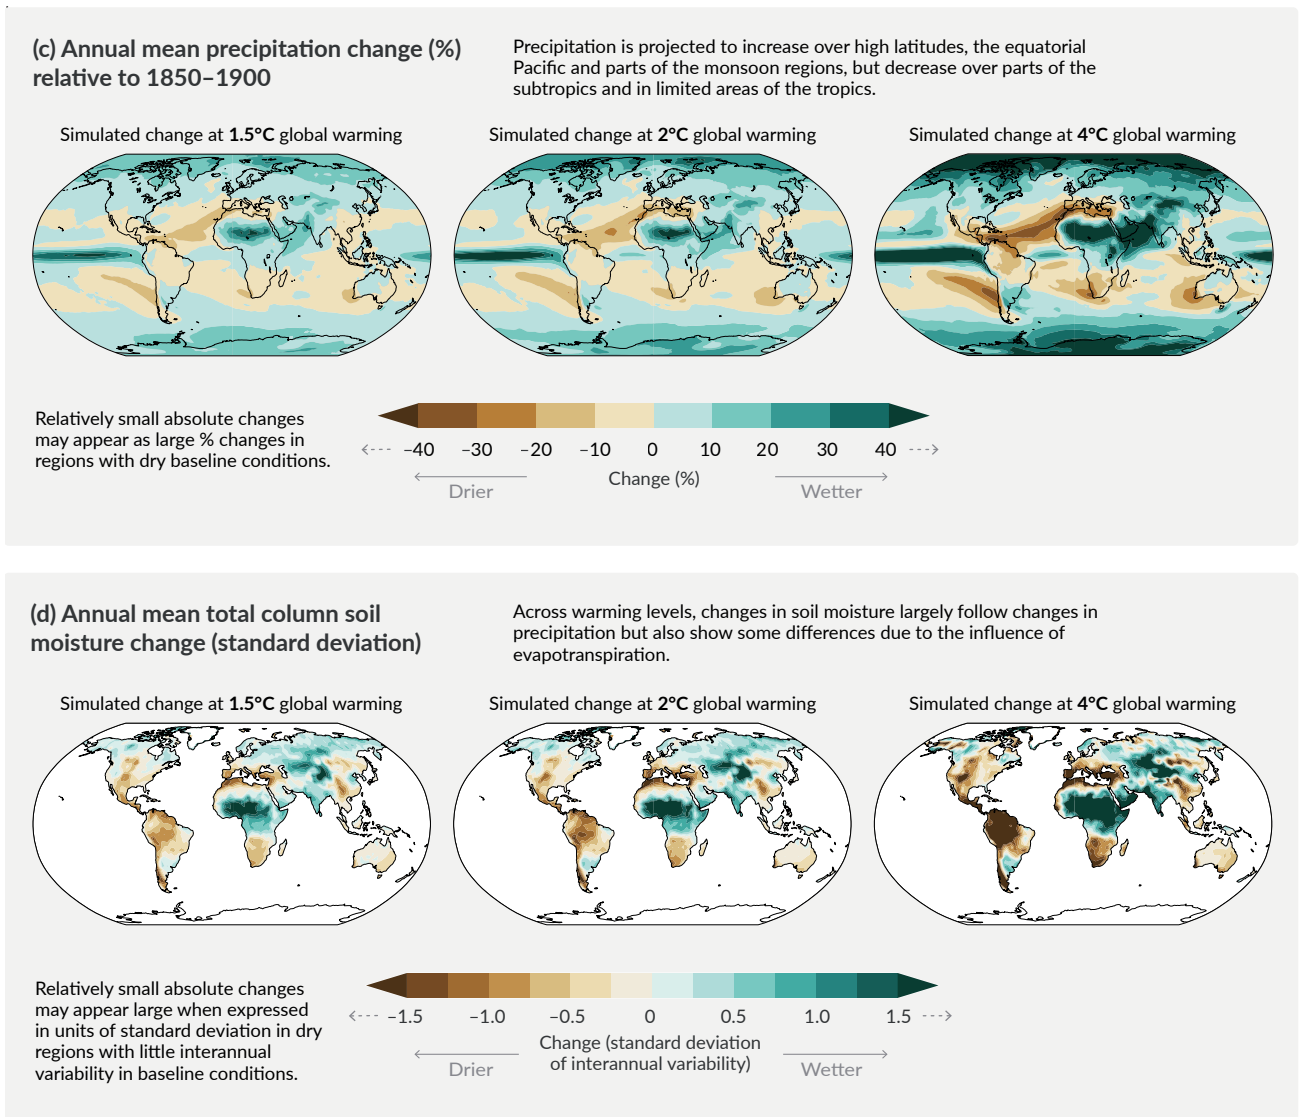 (c) Annual mean precipitation change (%)
relative to 1850–1900
Precipitation is projected to increase over high latitudes, the equatorial
Pacific and parts of the monsoon regions, but decrease over parts of the
subtropics and in limited areas of the tropics.
Simulated change at 1.5°C global warming
Simulated change at 2°C global warming
Simulated change at 4°C global warming
Relatively small absolute changes
may appear as large % changes in
regions with dry baseline conditions.
–40 –30 –20 –10 0 10 20 30 40
Change (%)
Drier
Wetter
(d) Annual mean total column soil
moisture change (standard deviation)
Across warming levels, changes in soil moisture largely follow changes in
precipitation but also show some differences due to the influence of
evapotranspiration.
Simulated change at 1.5°C global warming
Simulated change at 2°C global warming
Simulated change at 4°C global warming
Relatively small absolute changes
may appear large when expressed
in units of standard deviation in dry
regions with little interannual
variability in baseline conditions.
–1.5 –1.0 –0.5 0 0.5 1.0 1.5
Change (standard deviation
of interannual variability)
Drier
Wetter